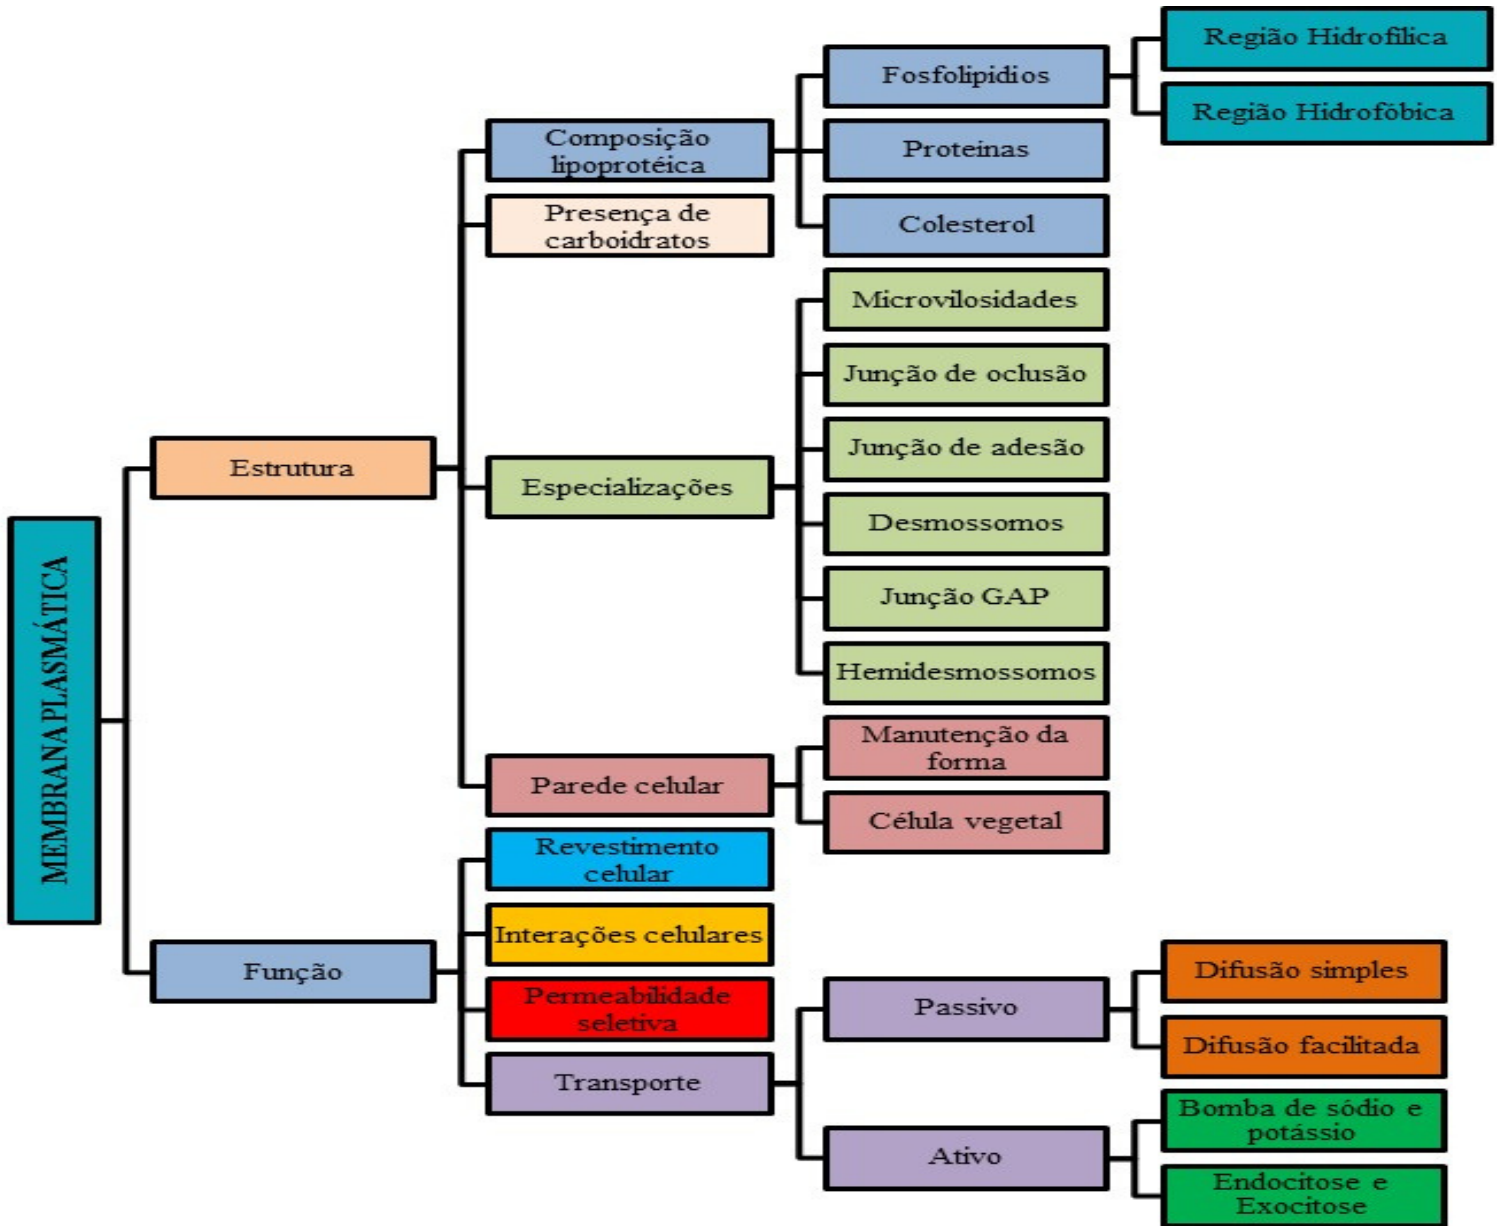 MEMBRANA PLASMÁTICA
Estrutura
Composição
lipoprotéica
Fosfolipidios
Região Hidrofílica
Região Hidrofóbica
Proteinas
Colesterol
Presença de
carboidratos
Especializações
Microvilosidades
Junção de oclusão
Junção de adesão
Desmossomos
Junção GAP
Hemidesmossomos
Parede celular
Manutenção da
forma
Célula vegetal
Função
Revestimento
celular
Interações celulares
Permeabilidade
seletiva
Transporte
Passivo
Difusão simples
Difusão facilitada
Ativo
Bomba de sódio e
potássio
Endocitose e
Exocitose